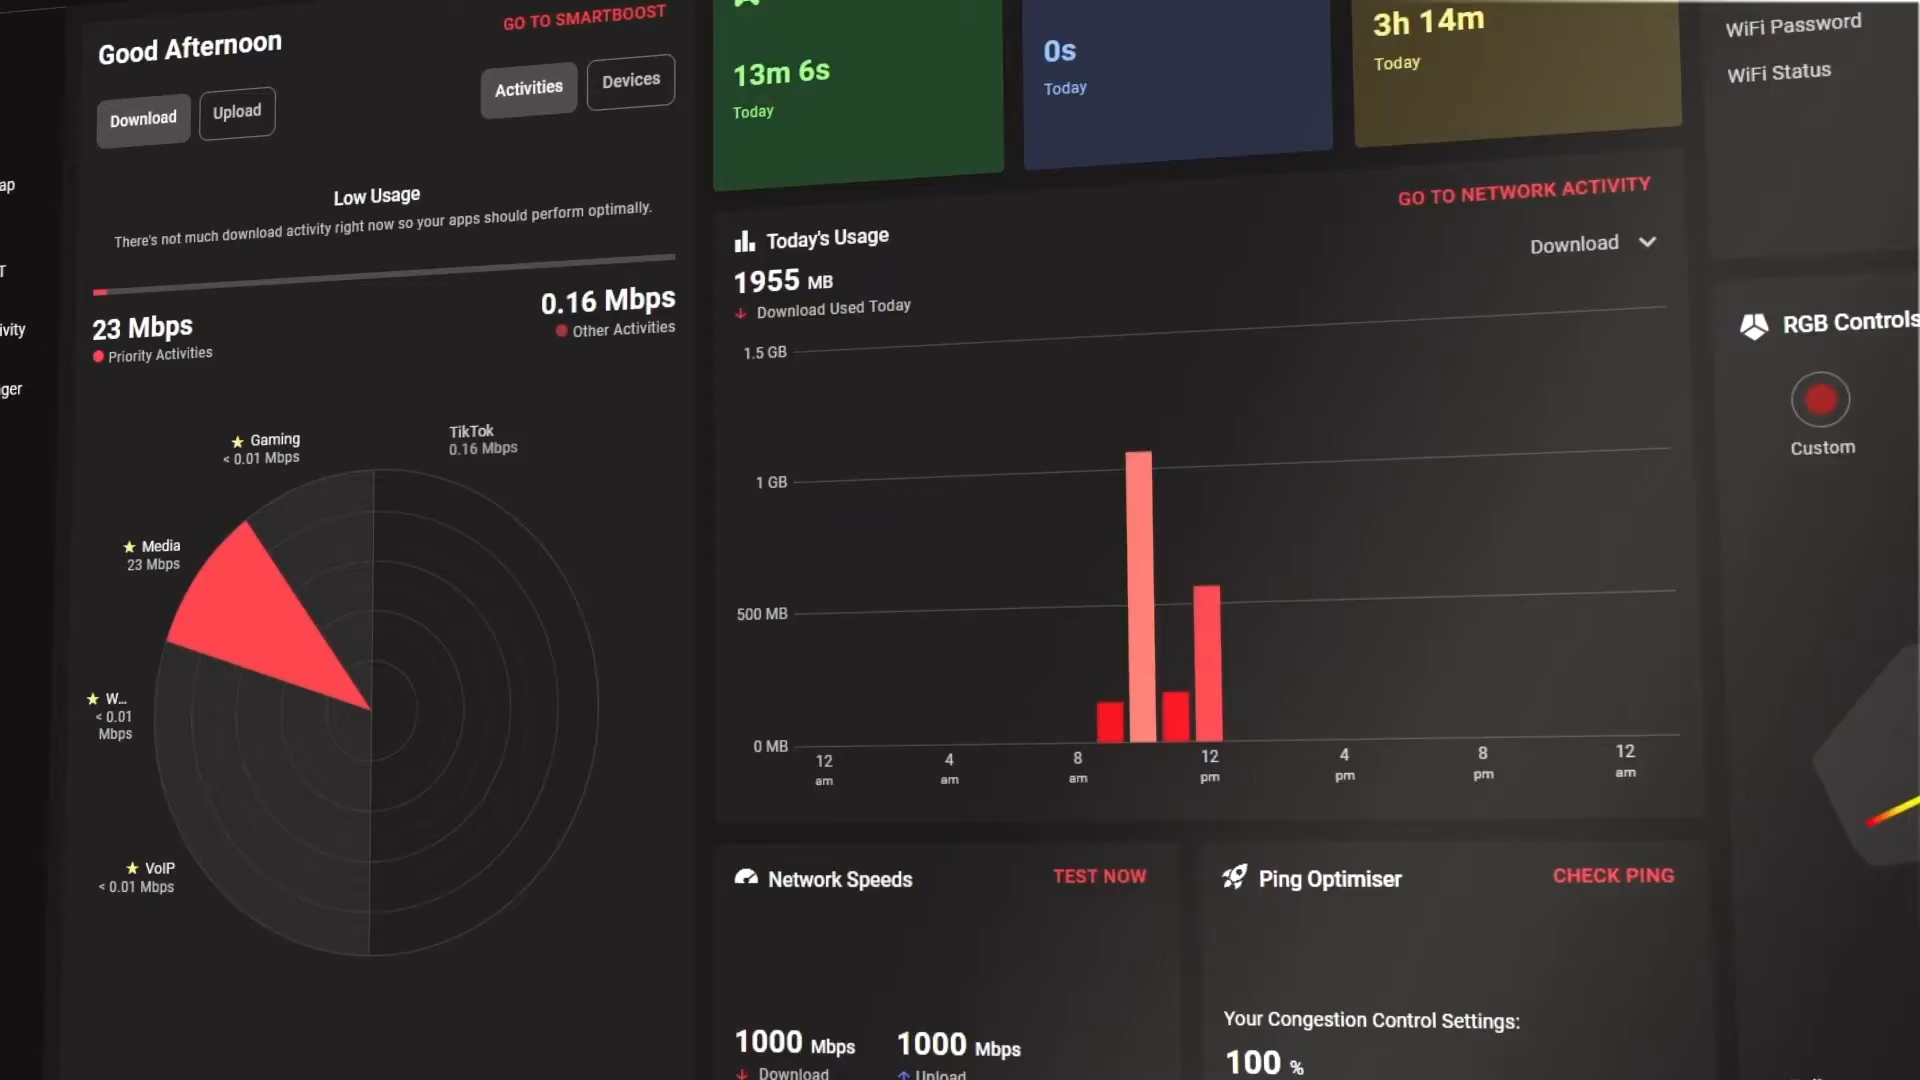 Good Afternoon
GO TO SMARTBOOST
Download
Upload
Activities
Devices
Low Usage
There's not much download activity right now so your apps should perform optimally.
23 Mbps
Priority Activities
0.16 Mbps
Other Activities
Gaming
< 0.01 Mbps
TikTok
0.16 Mbps
Media
23 Mbps
W...
< 0.01
Mbps
VoIP
< 0.01 Mbps
ap
T
ivity
ger
13m 6s
Today
0s
Today
3h 14m
Today
GO TO NETWORK ACTIVITY
Today's Usage
Download
1955 MB
Download Used Today
1.5 GB
1 GB
500 MB
0 MB
12 am
4 am
8 am
12 pm
4 pm
8 pm
12 am
Network Speeds
TEST NOW
1000 Mbps
Download
1000 Mbps
Upload
Ping Optimiser
CHECK PING
Your Congestion Control Settings:
100 %
WiFi Password
WiFi Status
RGB Controls
Custom